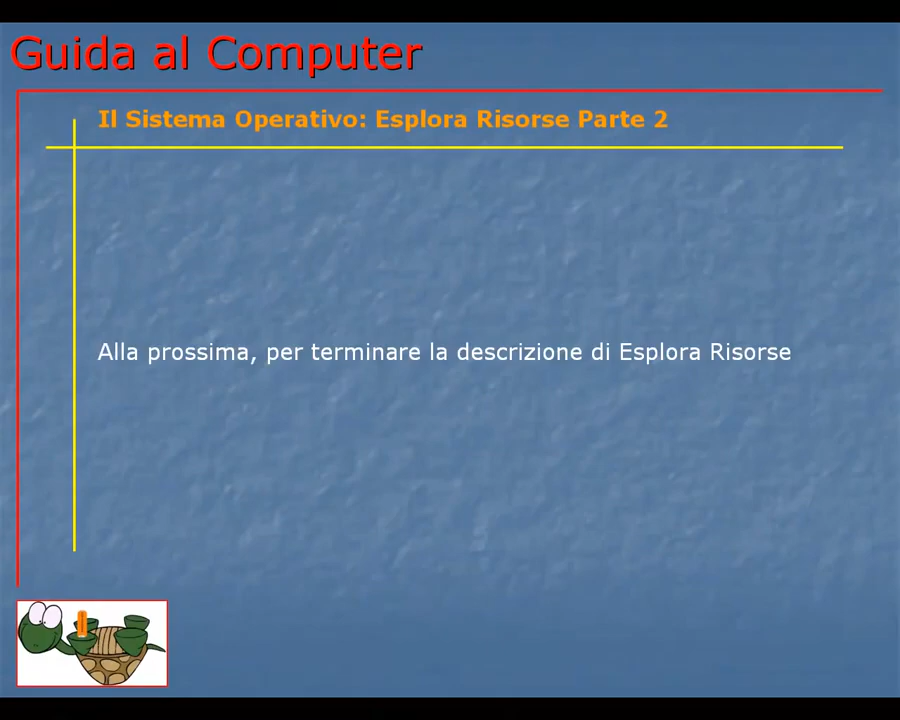 Guida al Computer
Il Sistema Operativo: Esplora Risorse Parte 2
Alla prossima, per terminare la descrizione di Esplora Risorse